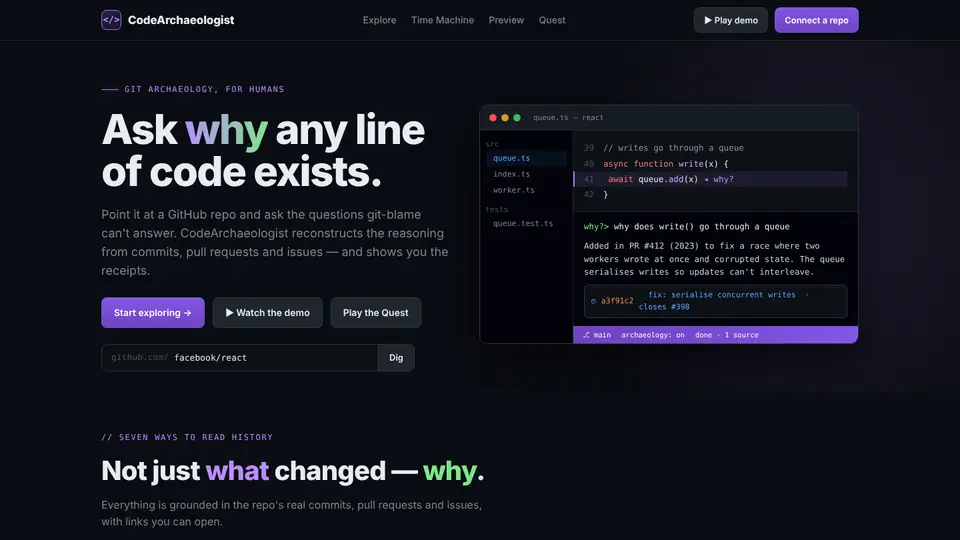 </> CodeArchaeologist
Explore Time Machine Preview Quest
▶ Play demo
Connect a repo
GIT ARCHAEOLOGY, FOR HUMANS
Ask why any line
of code exists.
Point it at a GitHub repo and ask the questions git-blame
can't answer. CodeArchaeologist reconstructs the reasoning
from commits, pull requests and issues — and shows you the
receipts.
Start exploring →
▶ Watch the demo
Play the Quest
github.com/ facebook/react
Dig
queue.ts — react
src
queue.ts
index.ts
worker.ts
tests
queue.test.ts
39 // writes go through a queue
40 async function write(x) {
41 await queue.add(x) ◂ why?
42 }
why?> why does write() go through a queue
Added in PR #412 (2023) to fix a race where two
workers wrote at once and corrupted state. The queue
serialises writes so updates can't interleave.
◴ a3f91c2 fix: serialise concurrent writes ·
closes #398
⎇ main archaeology: on done · 1 source
// SEVEN WAYS TO READ HISTORY
Not just what changed — why.
Everything is grounded in the repo's real commits, pull requests and issues,
with links you can open.